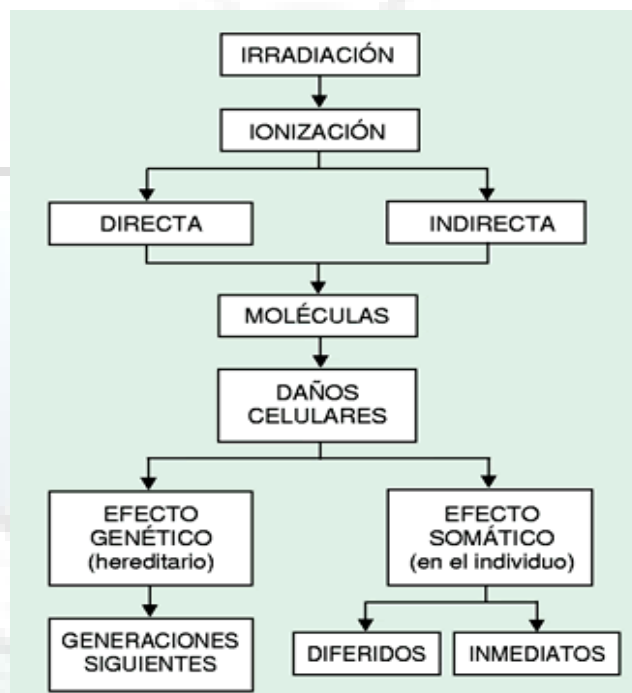 IRRADIACIÓN
IONIZACIÓN
DIRECTA
INDIRECTA
MOLÉCULAS
DAÑOS
CELULARES
EFECTO
GENÉTICO
(hereditario)
EFECTO
SOMÁTICO
(en el individuo)
GENERACIONES
SIGUIENTES
DIFERIDOS
INMEDIATOS